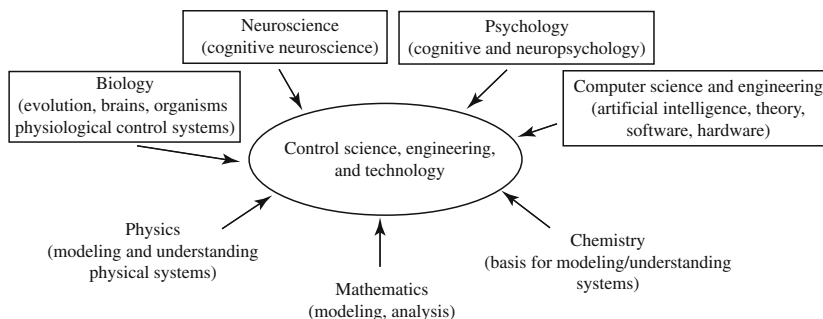 Neuroscience
(cognitive neuroscience)
Psychology
(cognitive and neuropsychology)
Biology
(evolution, brains, organisms
physiological control systems)
Computer science and engineering
(artificial intelligence, theory,
software, hardware)
Control science, engineering,
and technology
Physics
(modeling and understanding
physical systems)
Mathematics
(modeling, analysis)
Chemistry
(basis for modeling/understanding
systems)